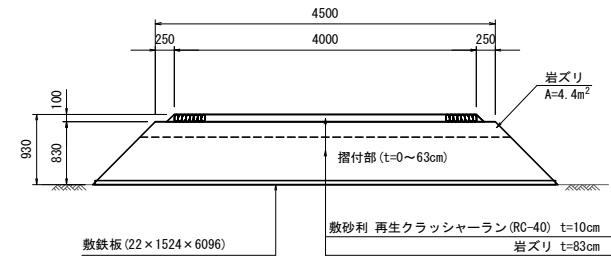 4500
250 4000 250
岩ズリ
A=4.4m²
100
930
830
摺付部(t=0～63cm)
敷砂利 再生クラッシャーラン(RC-40) t=10cm
敷鉄板(22×1524×6096)
岩ズリ t=83cm